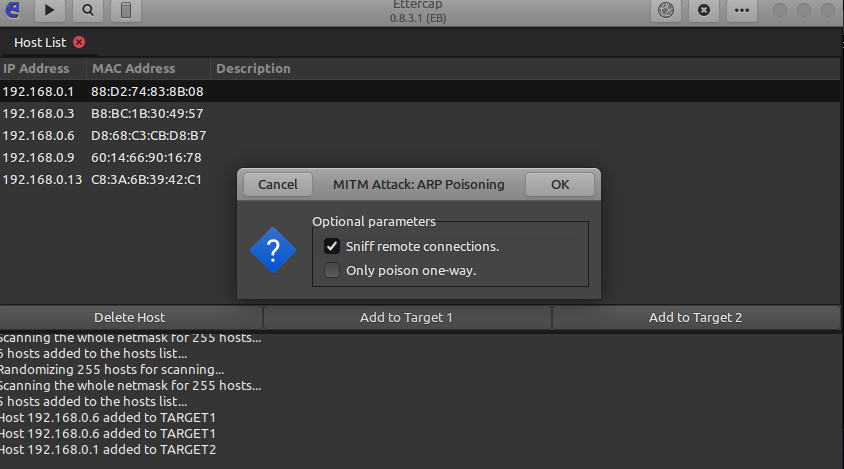 Ettercap
0.8.3.1 (EB)
Host List
IP Address MAC Address Description
192.168.0.1 88:D2:74:83:8B:08
192.168.0.3 B8:BC:1B:30:49:57
192.168.0.6 D8:68:C3:CB:D8:B7
192.168.0.9 60:14:66:90:16:78
192.168.0.13 C8:3A:6B:39:42:C1
Cancel MITM Attack: ARP Poisoning OK
Optional parameters
Sniff remote connections.
Only poison one-way.
Delete Host Add to Target 1 Add to Target 2
Scanning the whole netmask for 255 hosts...
hosts added to the hosts list...
Randomizing 255 hosts for scanning...
Scanning the whole netmask for 255 hosts...
5 hosts added to the hosts list...
Host 192.168.0.6 added to TARGET1
Host 192.168.0.6 added to TARGET1
Host 192.168.0.1 added to TARGET2